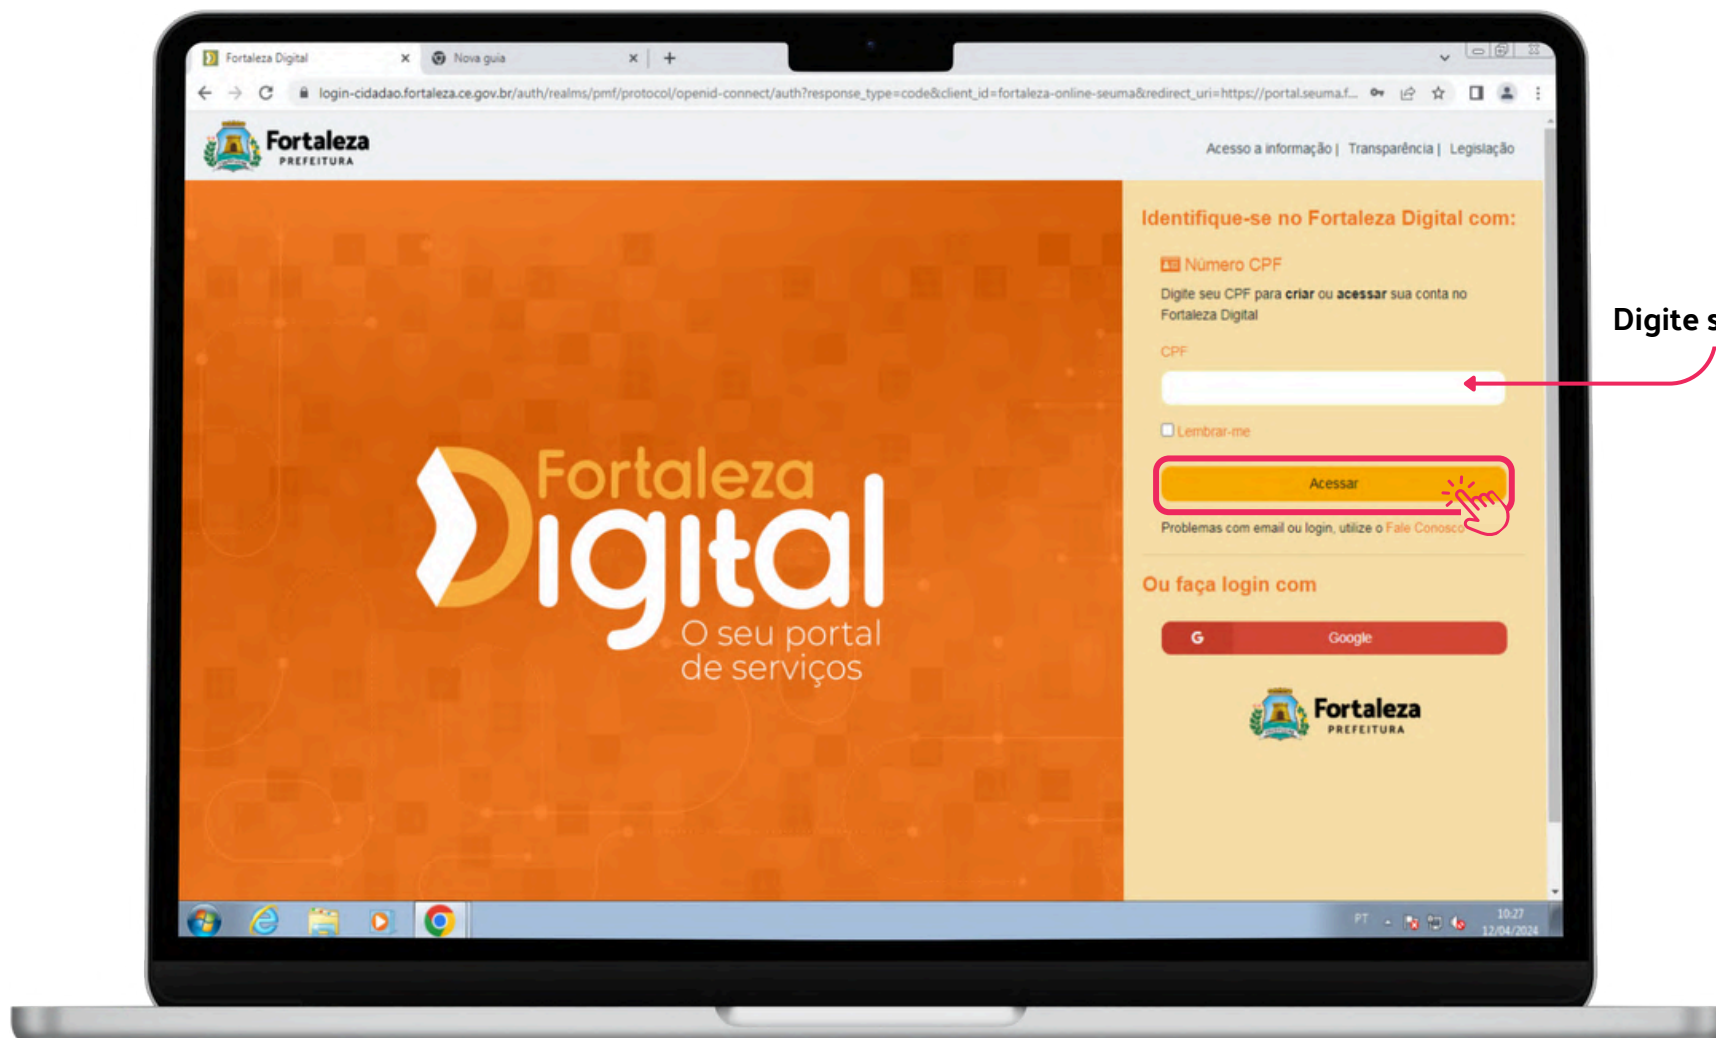 Fortaleza Digital
Nova guia
login-cidadao.fortaleza.ce.gov.br/auth/realms/pmf/protocol/openid-connect/auth?response_type=code&client_id=fortaleza-online-seuma&redirect_uri=https://portal.seuma.f...
Fortaleza
PREFEITURA
Acesso a informação | Transparência | Legislação
Identifique-se no Fortaleza Digital com:
Número CPF
Digite seu CPF para criar ou acessar sua conta no
Fortaleza Digital
CPF
Digite s
Lembrar-me
Acessar
Problemas com email ou login, utilize o Fale Conosco
Ou faça login com
G Google
Fortaleza
PREFEITURA
Fortaleza
Digital
O seu portal
de serviços
PT
10:27
12/04/2024